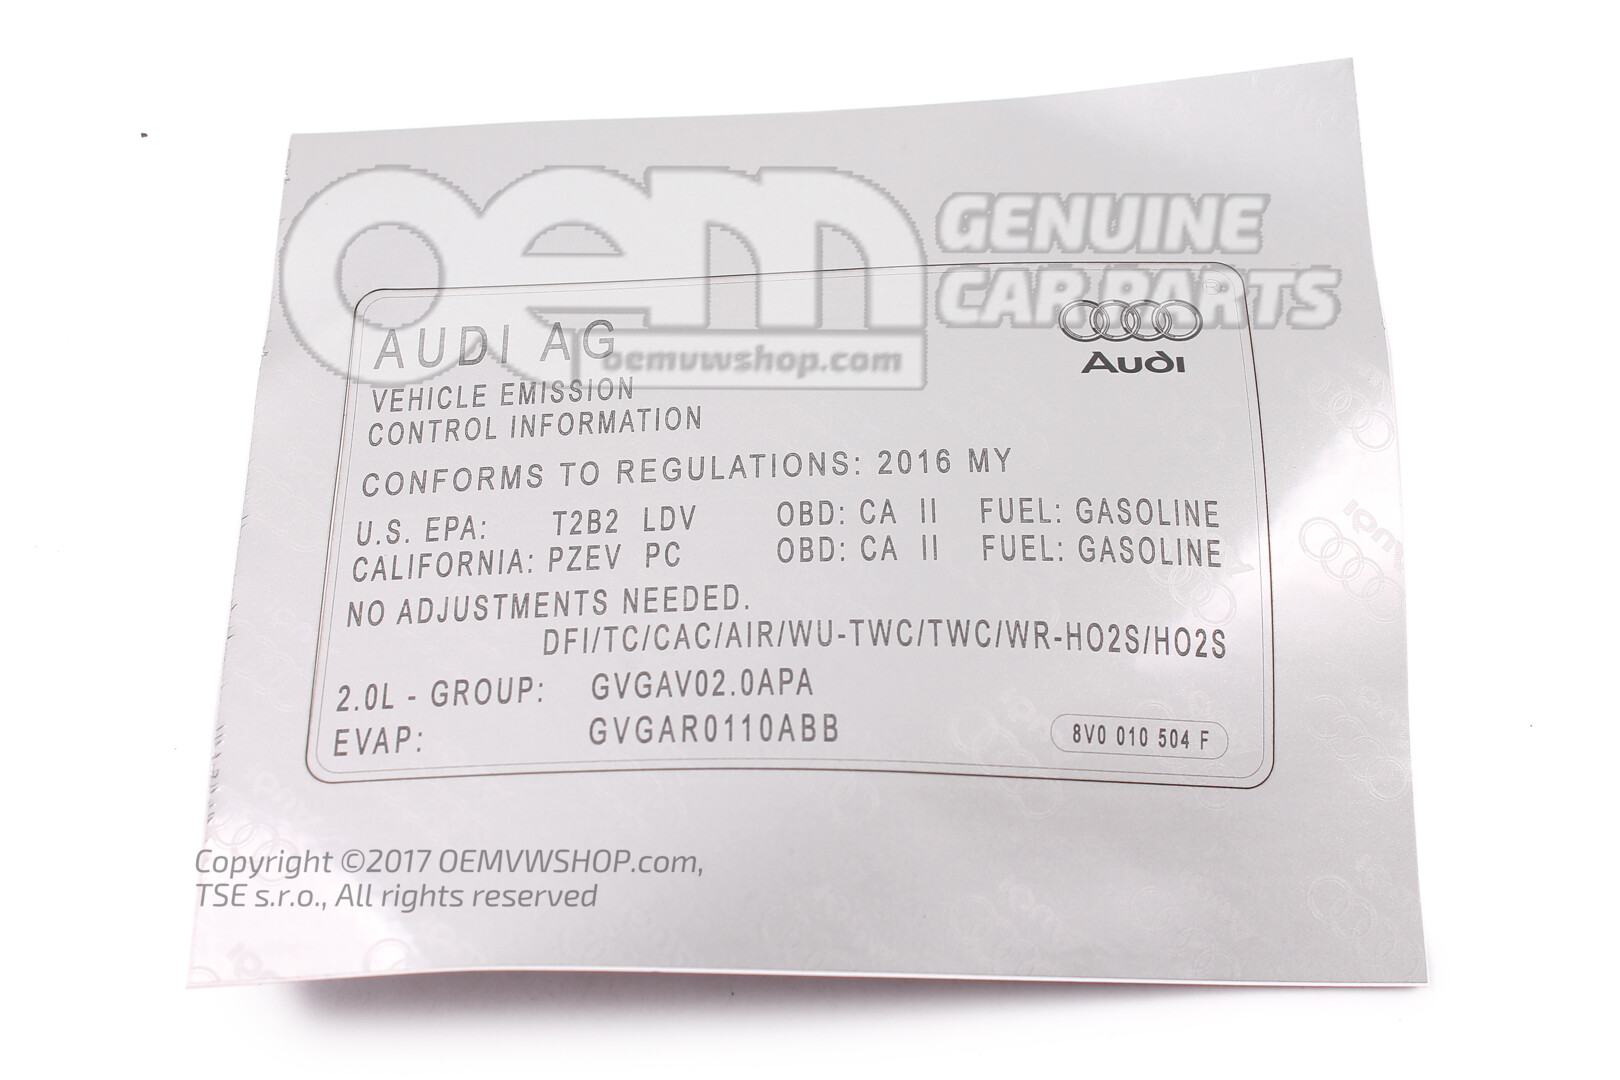 oem
GENUINE
CAR PARTS
oemvwshop.com
AUDI AG
Audi
VEHICLE EMISSION
CONTROL INFORMATION
CONFORMS TO REGULATIONS: 2016 MY
U.S. EPA: T2B2 LDV OBD: CA II FUEL: GASOLINE
CALIFORNIA: PZEV PC OBD: CA II FUEL: GASOLINE
NO ADJUSTMENTS NEEDED.
DFI/TC/CAC/AIR/WU-TWC/TWC/WR-HO2S/HO2S
2.0L - GROUP: GVGAV02.0APA
EVAP: GVGAR0110ABB
8V0 010 504 F
Copyright ©2017 OEMVWSHOP.com,
TSE s.r.o., All rights reserved